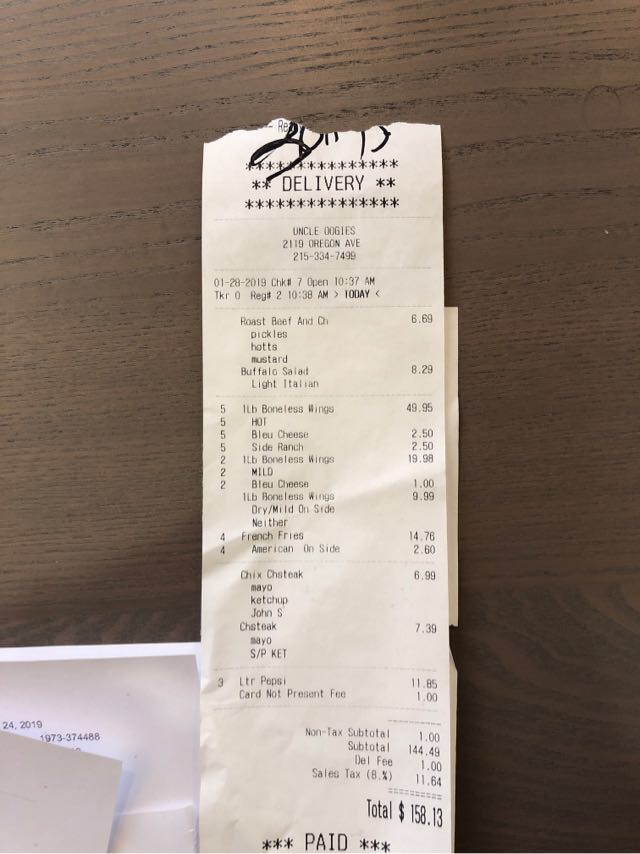 ***************
** DELIVERY **
***************
UNCLE OOGIES
2119 OREGON AVE
215-334-7499
01-28-2019 Chk# 7 Open 10:37 AM
Tkr 0 Reg# 2 10:38 AM > TODAY <
Roast Beef And Ch 6.69
pickles
hotts
mustard
Buffalo Salad 8.29
Light Italian
5 1Lb Boneless Wings 49.95
5 HOT
5 Bleu Cheese 2.50
5 Side Ranch 2.50
2 1Lb Boneless Wings 19.98
2 MILD
2 Bleu Cheese 1.00
1Lb Boneless Wings 9.99
Dry/Mild On Side
Neither
4 French Fries 14.76
4 American On Side 2.60
Chix Chsteak 6.99
mayo
ketchup
John S
Chsteak 7.39
mayo
S/P KET
3 Ltr Pepsi 11.85
Card Not Present Fee 1.00
Non-Tax Subtotal 1.00
Subtotal 144.49
Del Fee 1.00
Sales Tax (8.%) 11.64
Total $ 158.13
*** PAID ***
24, 2019
1973-374488